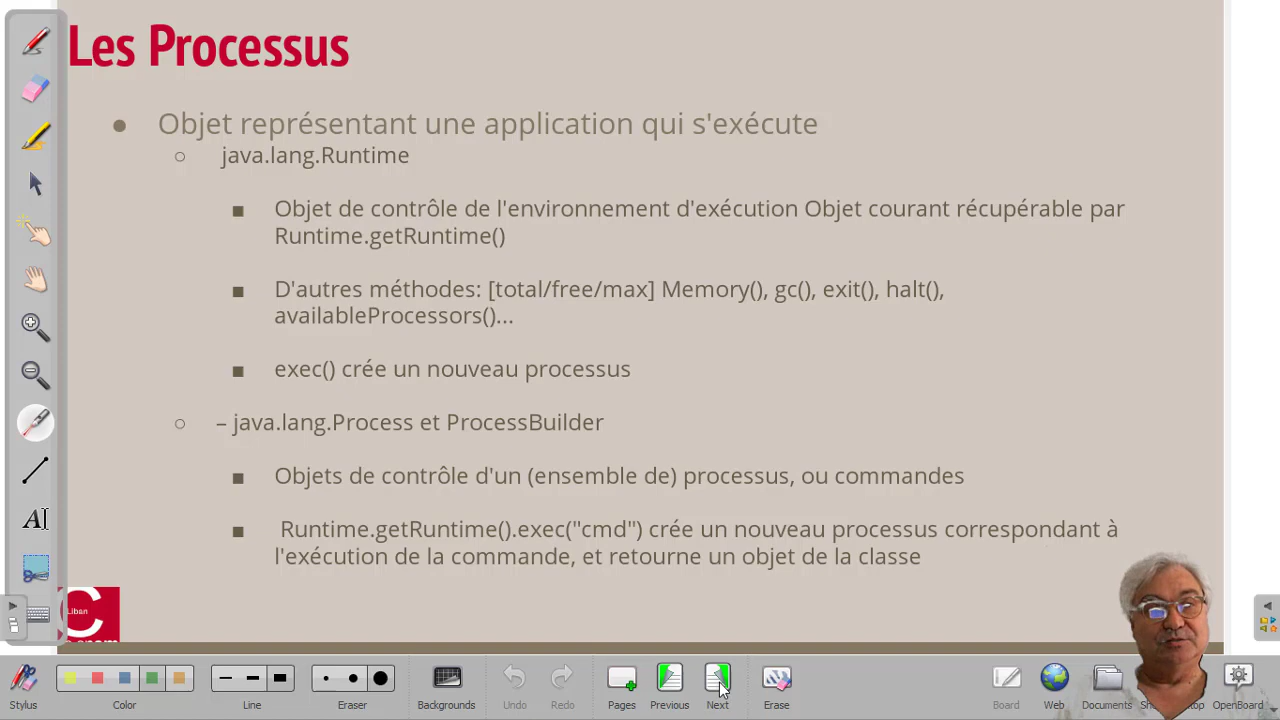 Les Processus
● Objet représentant une application qui s'exécute
○ java.lang.Runtime
■ Objet de contrôle de l'environnement d'exécution Objet courant récupérable par
Runtime.getRuntime()
■ D'autres méthodes: [total/free/max] Memory(), gc(), exit(), halt(),
availableProcessors()...
■ exec() crée un nouveau processus
○ – java.lang.Process et ProcessBuilder
■ Objets de contrôle d'un (ensemble de) processus, ou commandes
■ Runtime.getRuntime().exec("cmd") crée un nouveau processus correspondant à
l'exécution de la commande, et retourne un objet de la classe
Liban
Stylus Color Line Eraser Backgrounds Undo Redo Pages Previous Next Erase Board Web Documents OpenBoard